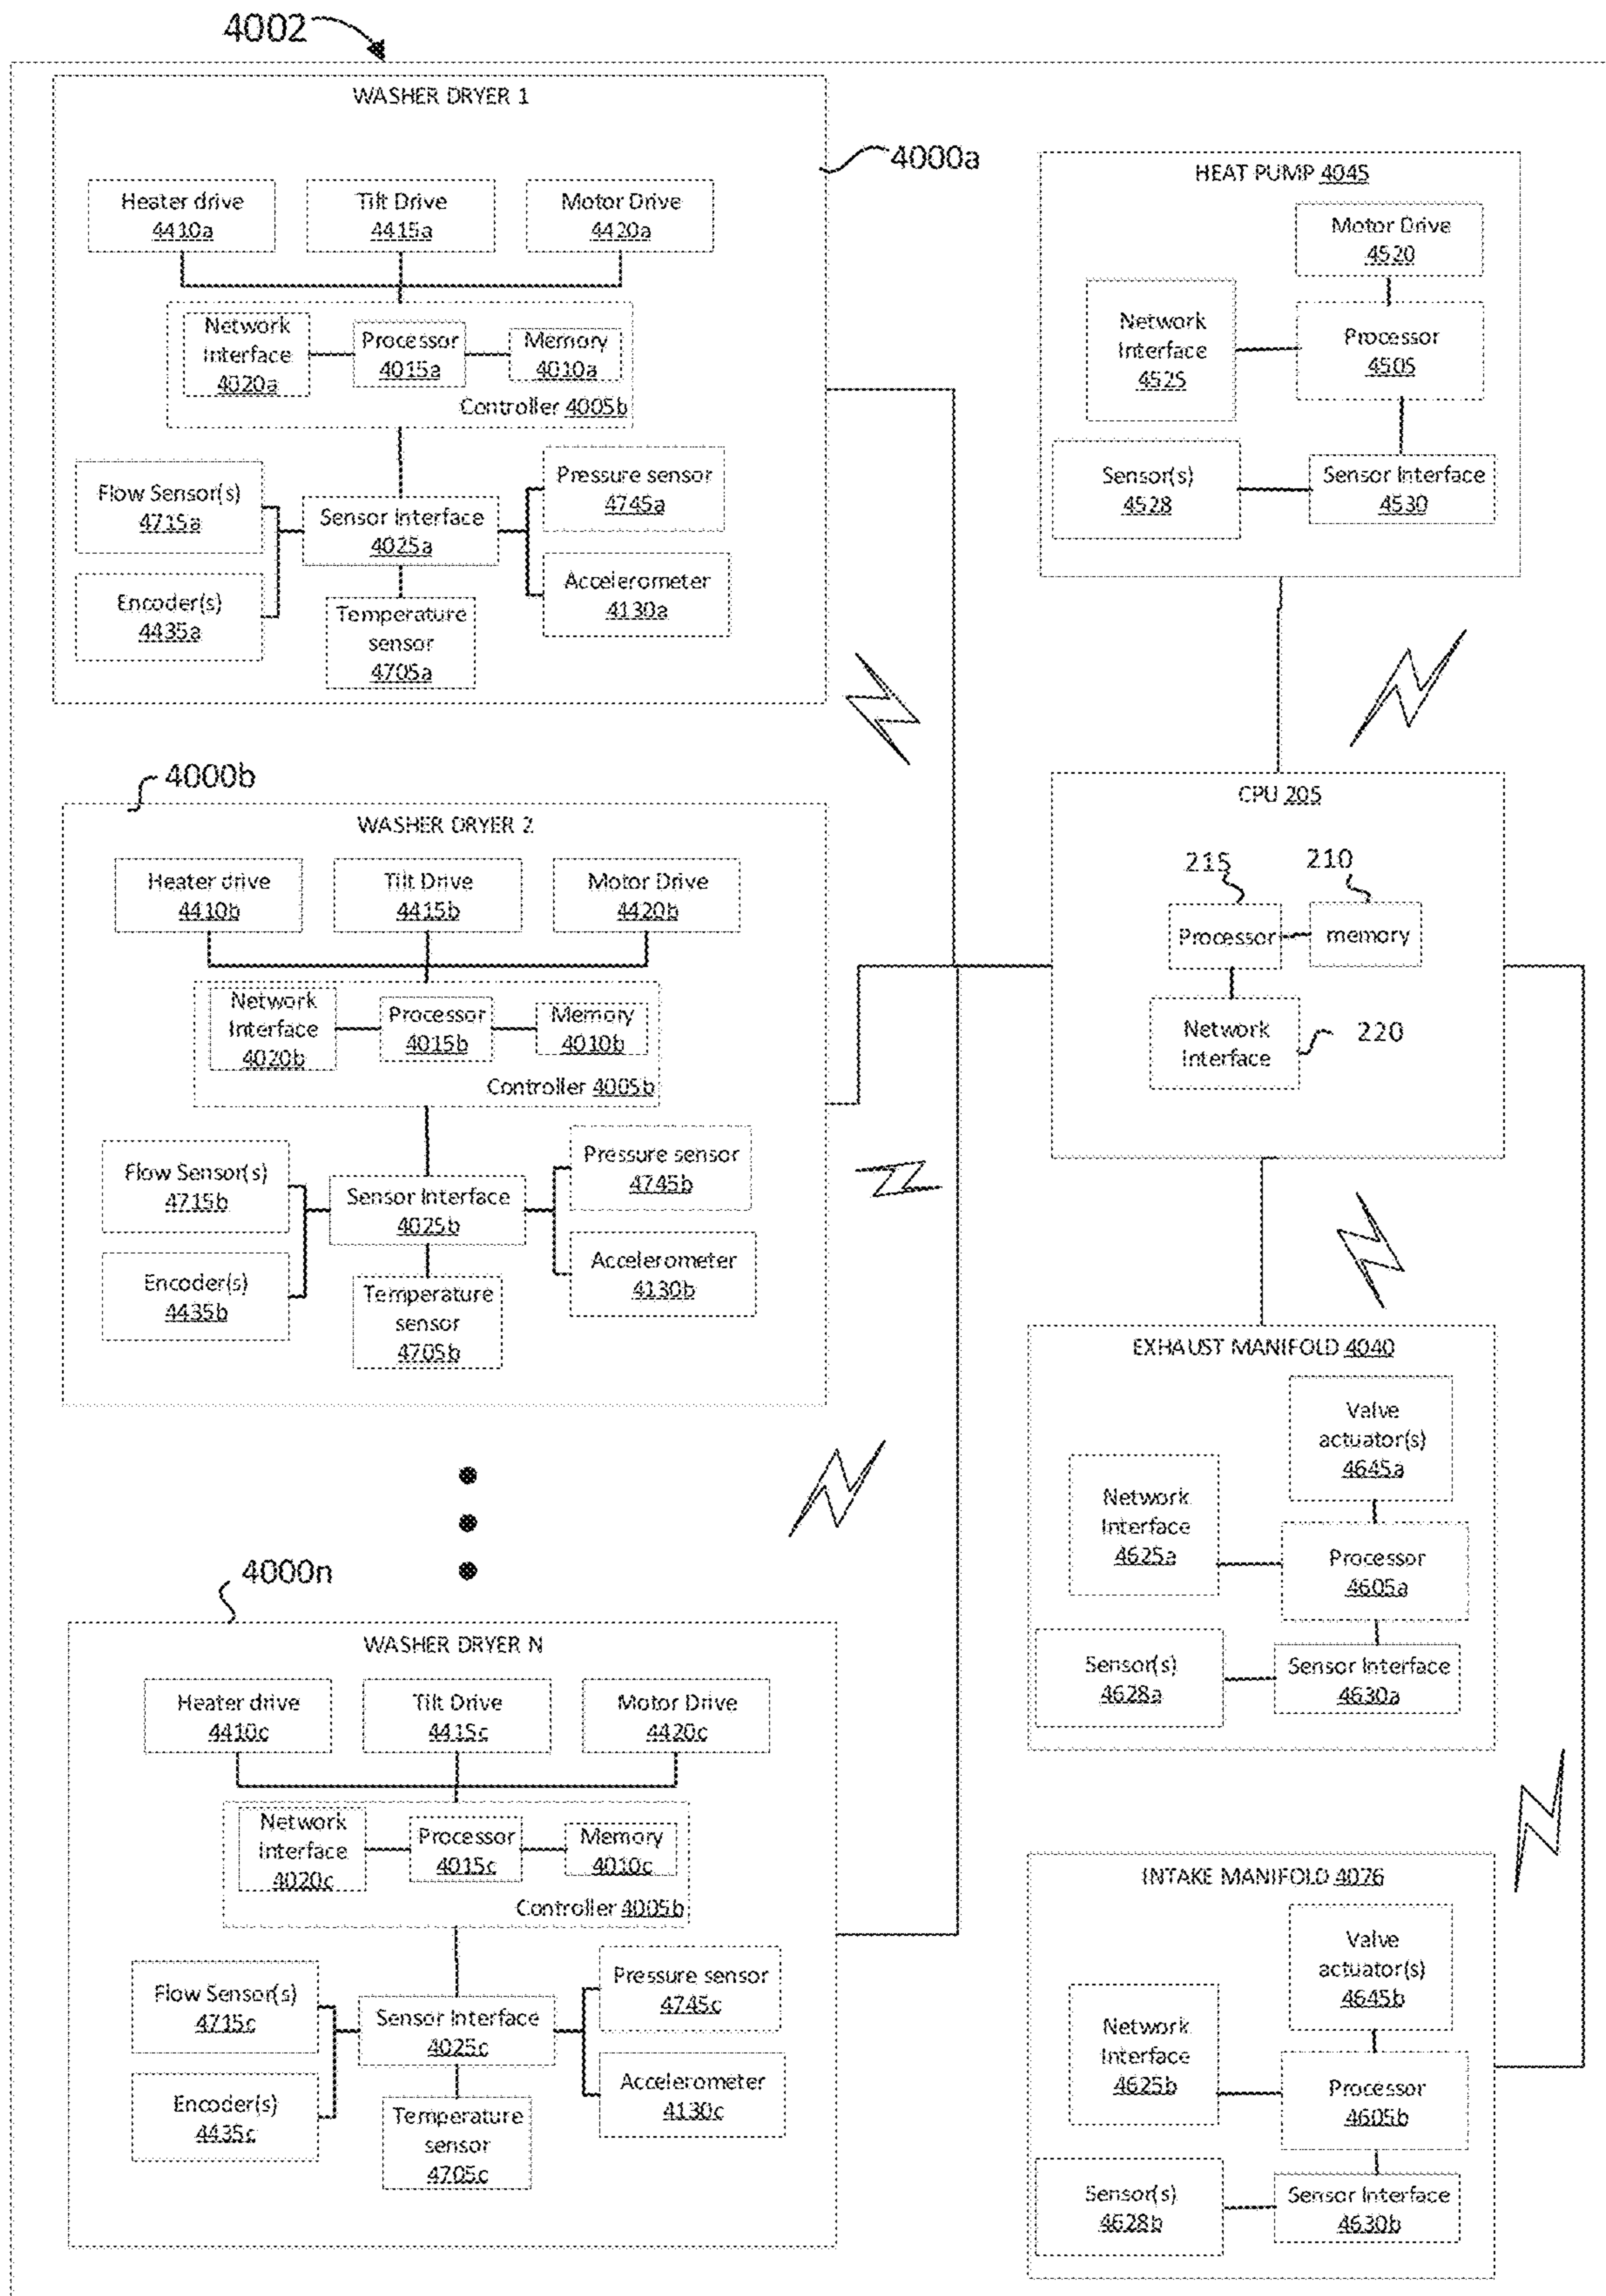 4002
WASHER DRYER 1
4000a
Heater drive
4410a
Tilt Drive
4415a
Motor Drive
4420a
Network
Interface
4020a
Processor
4015a
Memory
4010a
Controller 4005b
Flow Sensor(s)
4715a
Encoder(s)
4435a
Sensor Interface
4025a
Temperature
sensor
4705a
Pressure sensor
4745a
Accelerometer
4130a
4000b
WASHER DRYER 2
Heater drive
4410b
Tilt Drive
4415b
Motor Drive
4420b
Network
Interface
4020b
Processor
4015b
Memory
4010b
Controller 4005b
Flow Sensor(s)
4715b
Encoder(s)
4435b
Sensor Interface
4025b
Temperature
sensor
4705b
Pressure sensor
4745b
Accelerometer
4130b
4000n
WASHER DRYER N
Heater drive
4410c
Tilt Drive
4415c
Motor Drive
4420c
Network
Interface
4020c
Processor
4015c
Memory
4010c
Controller 4005b
Flow Sensor(s)
4715c
Encoder(s)
4435c
Sensor Interface
4025c
Temperature
sensor
4705c
Pressure sensor
4745c
Accelerometer
4130c
HEAT PUMP 4045
Motor Drive
4520
Network
Interface
4525
Processor
4505
Sensor(s)
4528
Sensor Interface
4530
CPU 205
215
210
Processor
memory
Network
Interface
220
EXHAUST MANIFOLD 4040
Valve
actuator(s)
4645a
Network
Interface
4625a
Processor
4605a
Sensor(s)
4628a
Sensor Interface
4630a
INTAKE MANIFOLD 4076
Valve
actuator(s)
4645b
Network
Interface
4625b
Processor
4605b
Sensor(s)
4628b
Sensor Interface
4630b